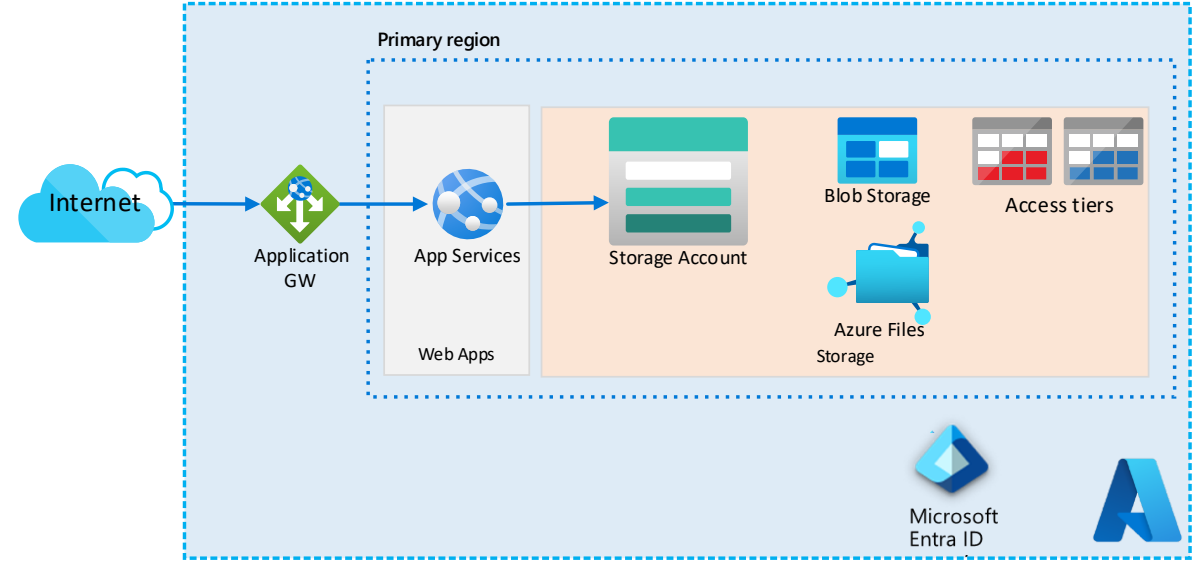 Primary region
Internet
Application
GW
App Services
Web Apps
Storage Account
Blob Storage
Access tiers
Azure Files
Storage
Microsoft
Entra ID